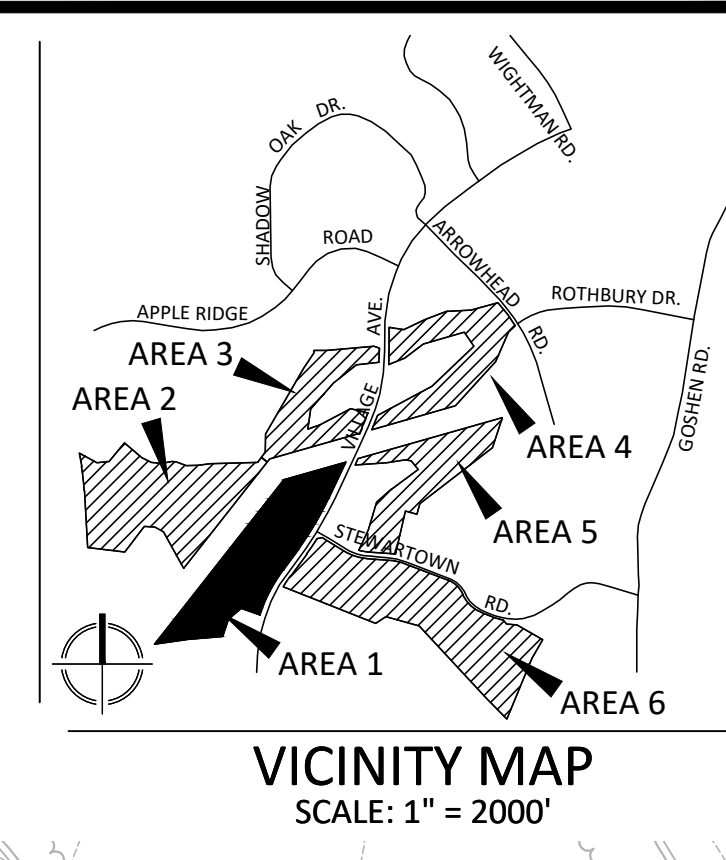 WIGHTMAN RD.
SHADOW OAK DR.
ROAD
ARROWHEAD RD.
APPLE RIDGE
ROTHBURY DR.
VILLAGE AVE.
GOSHEN RD.
AREA 3
AREA 2
AREA 4
AREA 5
STEWARTOWN RD.
AREA 1
AREA 6
VICINITY MAP
SCALE: 1" = 2000'